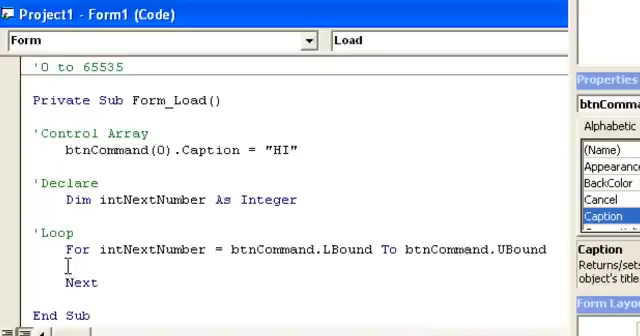 Project1 - Form1 (Code)
Form
Load
'0 to 65535
Private Sub Form_Load()
'Control Array
btnCommand(0).Caption = "HI"
'Declare
Dim intNextNumber As Integer
'Loop
For intNextNumber = btnCommand.LBound To btnCommand.UBound
Next
End Sub
Properties
btnComma
Alphabetic
(Name)
Appearance
BackColor
Cancel
Caption
Caption
Returns/sets
object's title
Form Layou